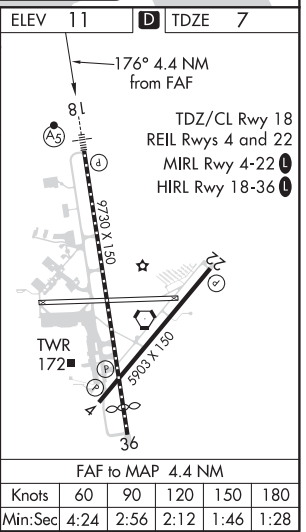 ELEV 11 D TDZE 7
176° 4.4 NM
from FAF
18
A5
TDZ/CL Rwy 18
REIL Rwys 4 and 22
MIRL Rwy 4-22 L
HIRL Rwy 18-36 L
P
9730 X 150
22
P
5903 X 150
TWR
172
P
P
4
36
FAF to MAP 4.4 NM
Knots 60 90 120 150 180
Min:Sec 4:24 2:56 2:12 1:46 1:28